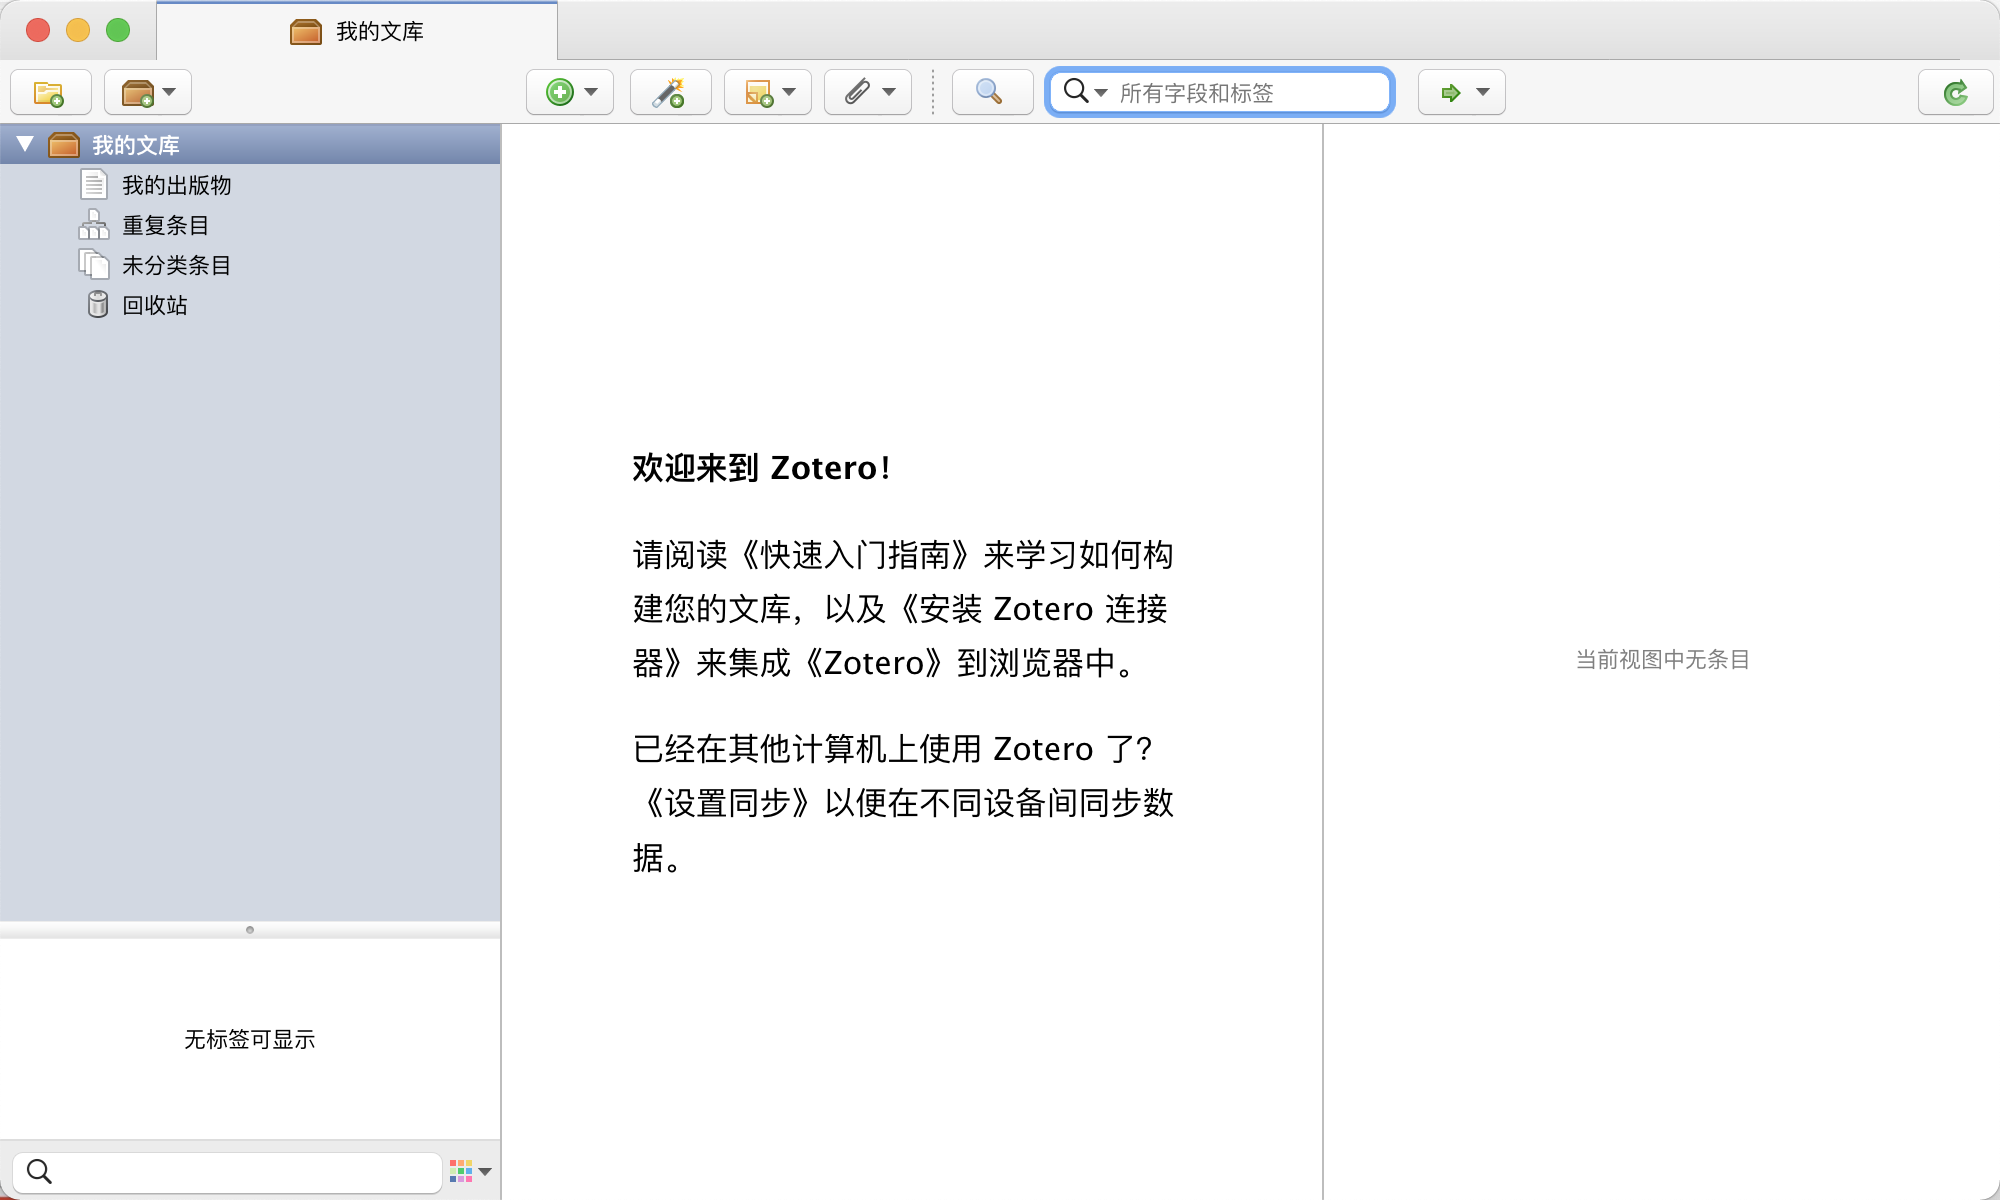 我的文库
所有字段和标签
我的文库
我的出版物
重复条目
未分类条目
回收站
无标签可显示
欢迎来到 Zotero！
请阅读《快速入门指南》来学习如何构
建您的文库，以及《安装 Zotero 连接
器》来集成《Zotero》到浏览器中。
已经在其他计算机上使用 Zotero 了？
《设置同步》以便在不同设备间同步数
据。
当前视图中无条目